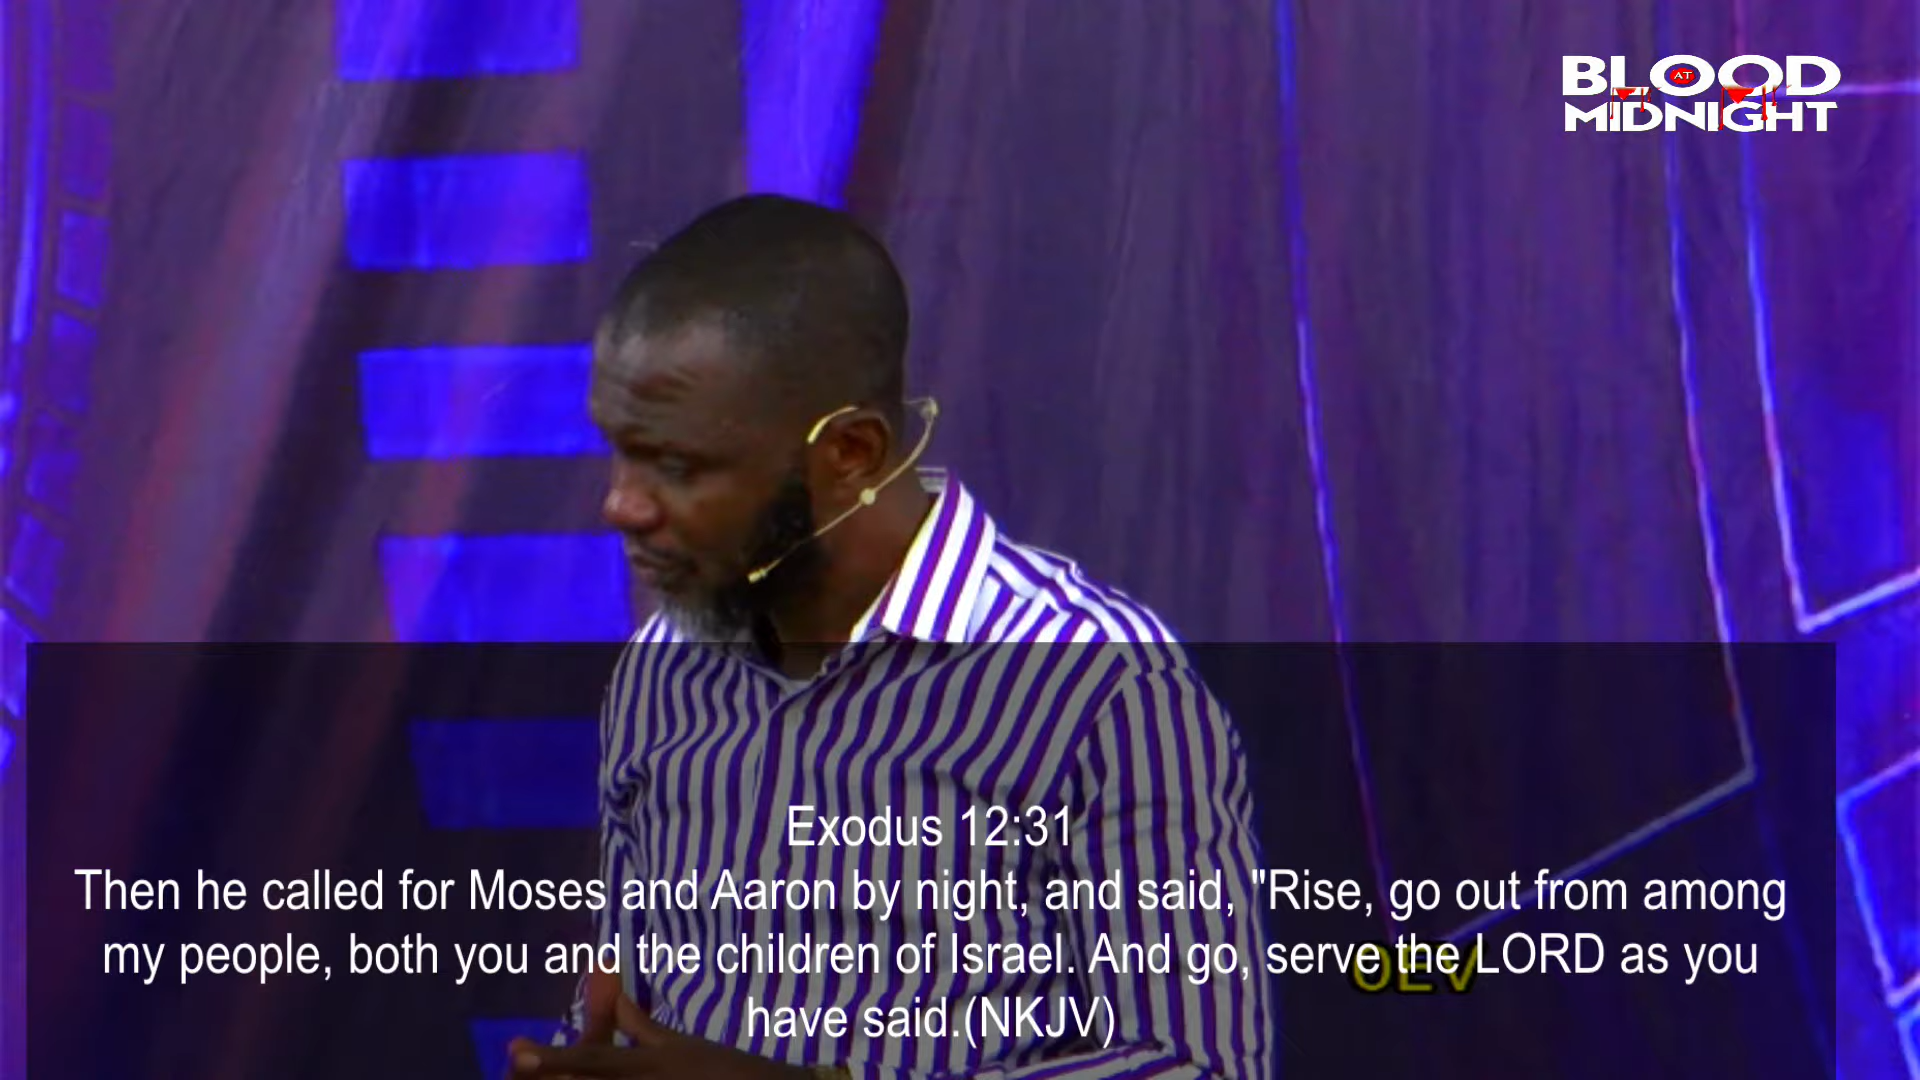 BLOOD
AT
MIDNIGHT
Exodus 12:31
Then he called for Moses and Aaron by night, and said, "Rise, go out from among
my people, both you and the children of Israel. And go, serve the LORD as you
have said.(NKJV)
OEV